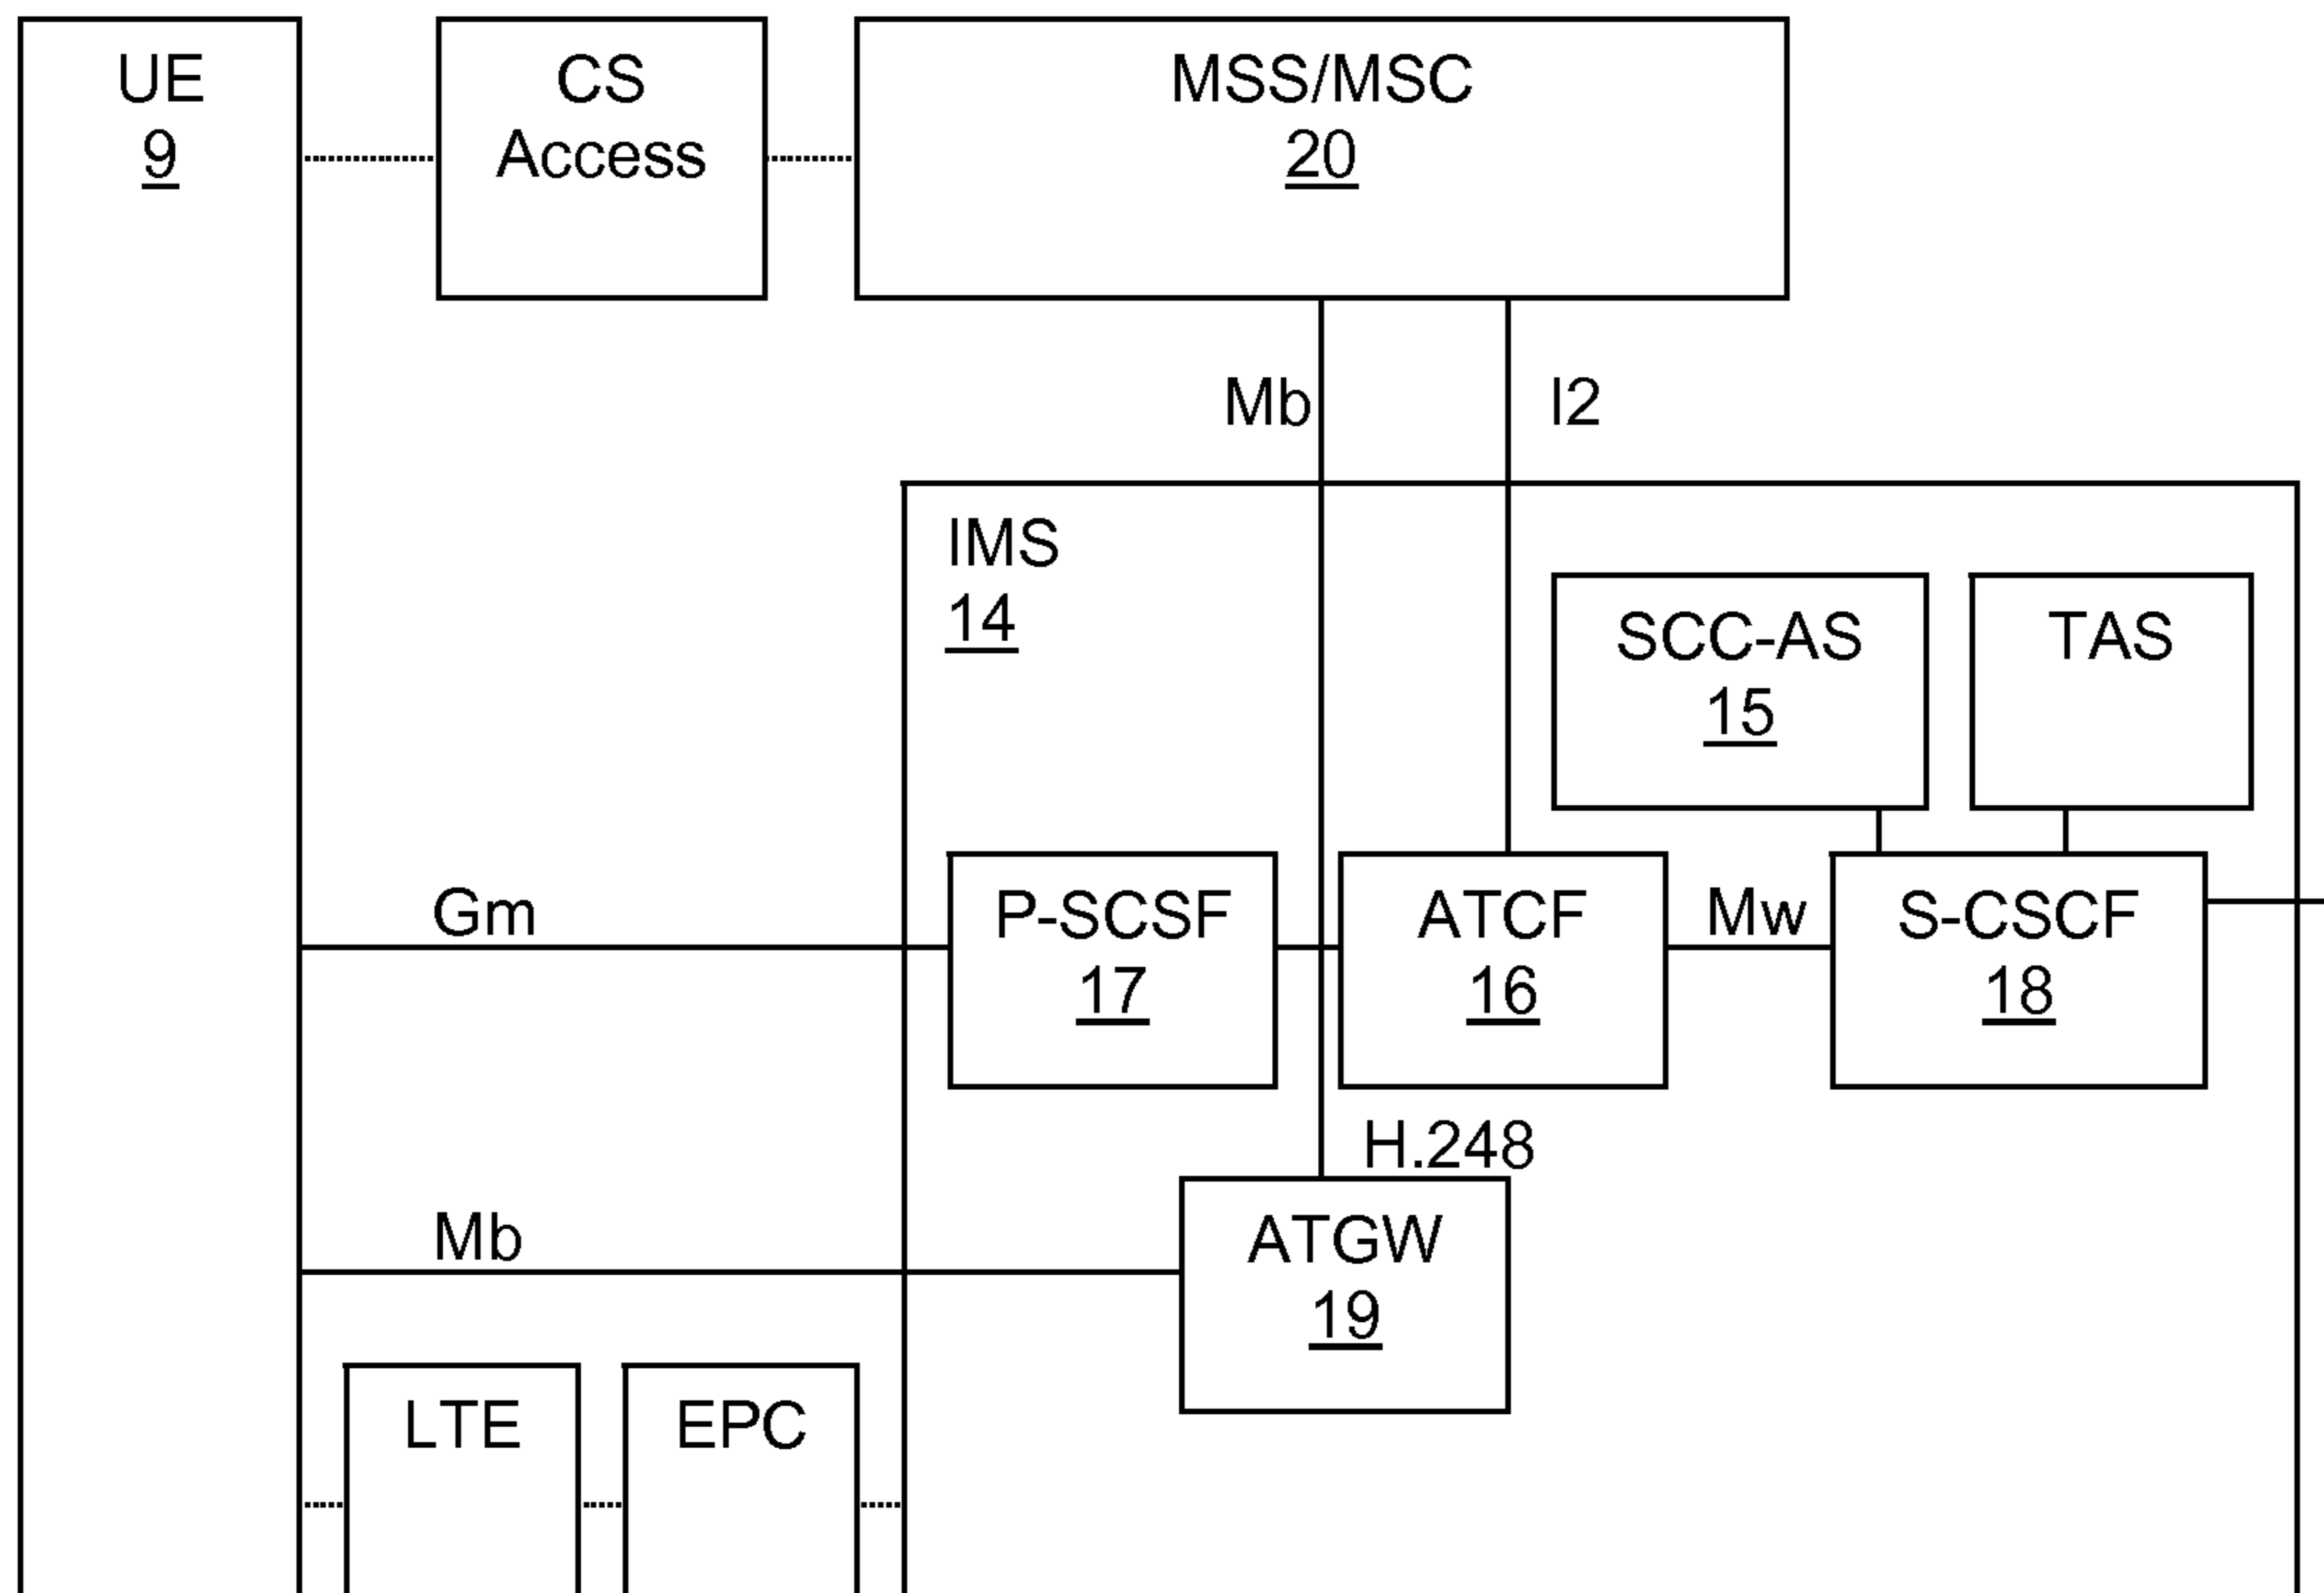 UE
9
CS
Access
MSS/MSC
20
Mb
I2
IMS
14
SCC-AS
15
TAS
Gm
P-SCSF
17
ATCF
16
Mw
S-CSCF
18
H.248
Mb
ATGW
19
LTE
EPC